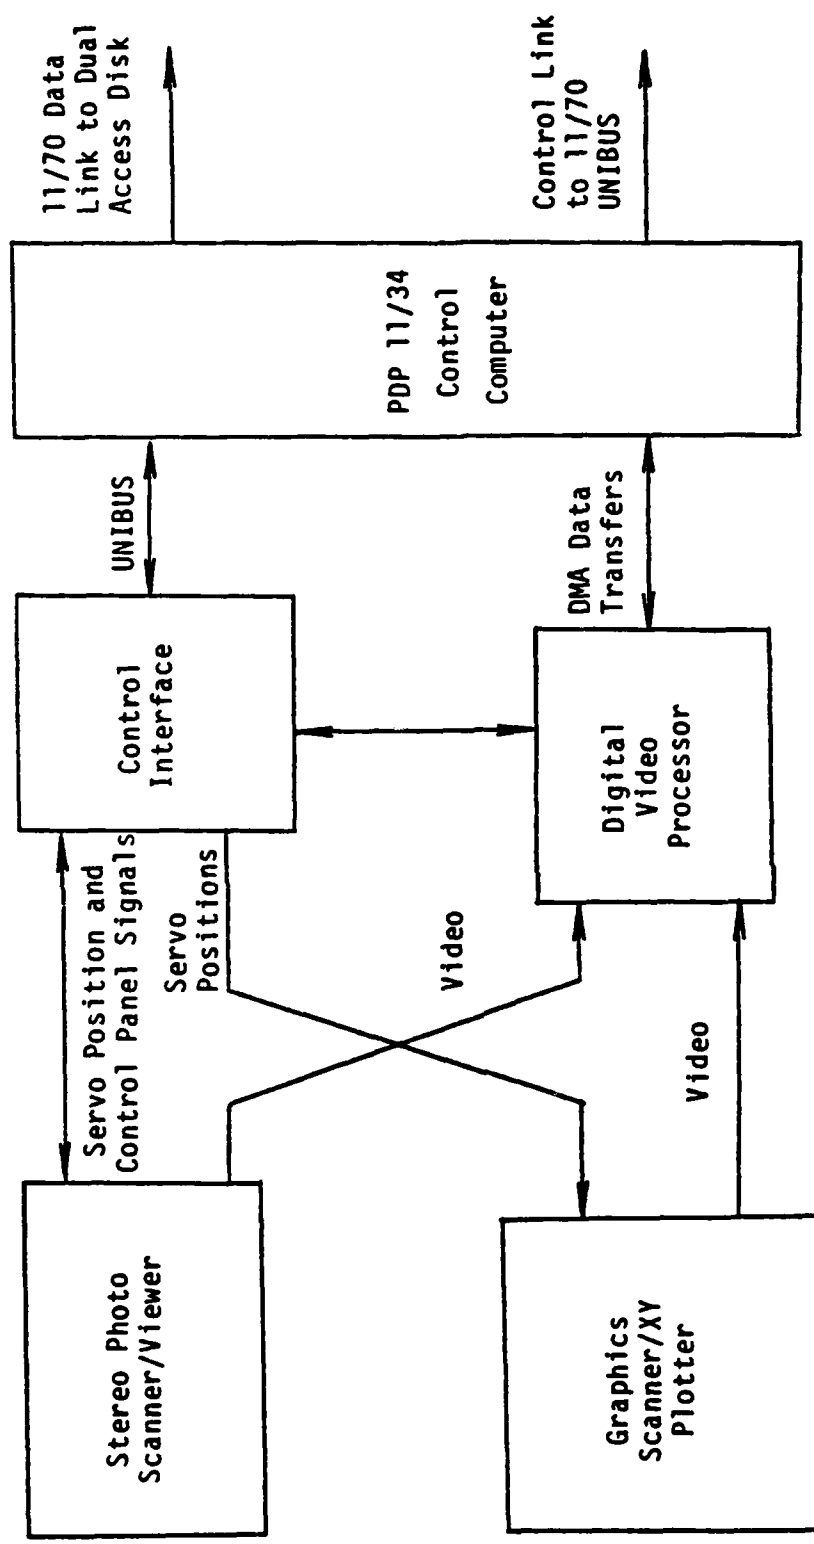 Stereo Photo
Scanner/Viewer
Servo Position and
Control Panel Signals
Servo
Positions
Control
Interface
UNIBUS
11/70 Data
Link to Dual
Access Disk
PDP 11/34
Control
Computer
Control Link
to 11/70
UNIBUS
Video
DMA Data
Transfers
Digital
Video
Processor
Video
Graphics
Scanner/XY
Plotter